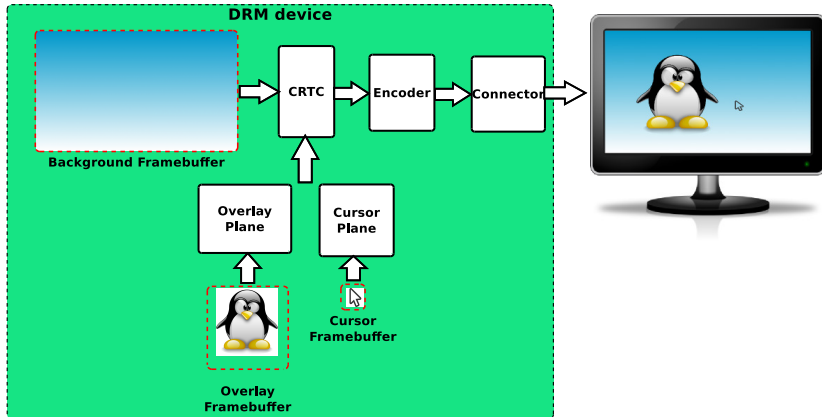 DRM device
CRTC
Encoder
Connector
Background Framebuffer
Overlay
Plane
Cursor
Plane
Cursor
Framebuffer
Overlay
Framebuffer